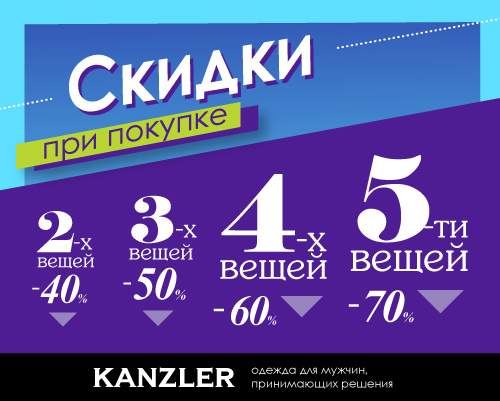 Скидки
при покупке
2-х
вещей
-40%
3-х
вещей
-50%
4-х
вещей
-60%
5-ти
вещей
-70%
KANZLER
одежда для мужчин,
принимающих решения